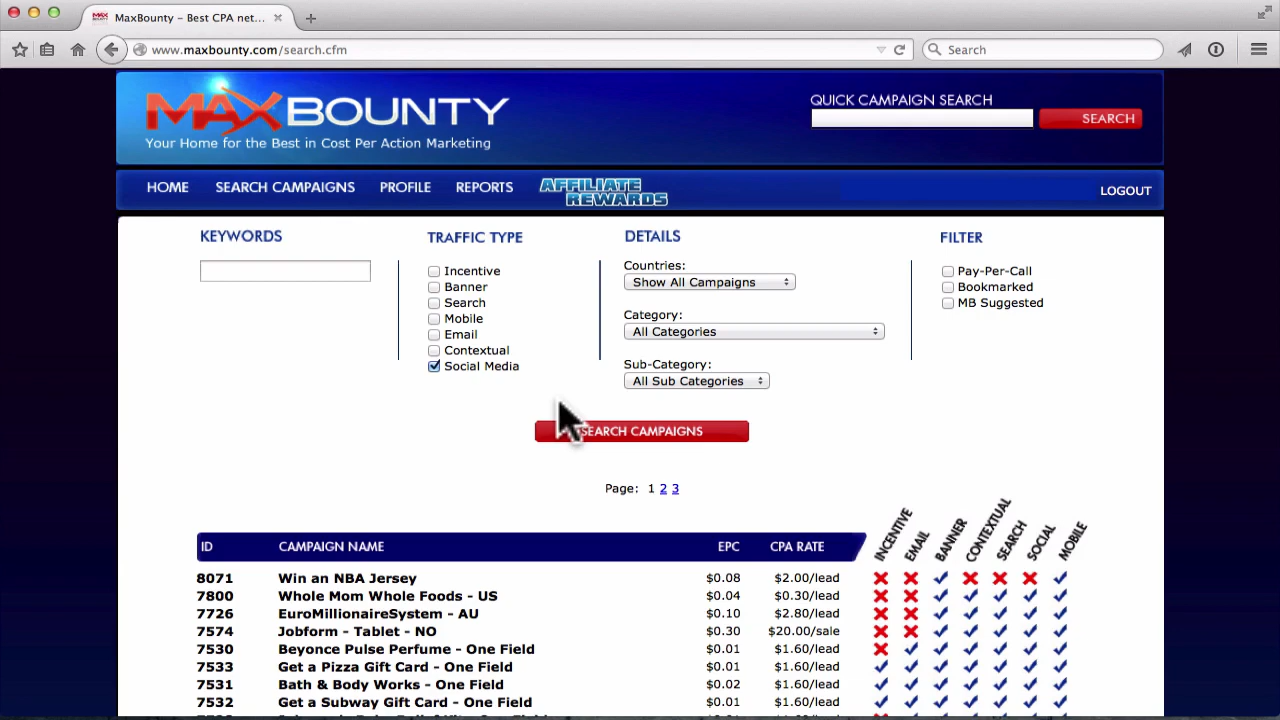 MaxBounty – Best CPA net...
www.maxbounty.com/search.cfm
Search
MAXBOUNTY
Your Home for the Best in Cost Per Action Marketing
QUICK CAMPAIGN SEARCH
SEARCH
HOME SEARCH CAMPAIGNS PROFILE REPORTS AFFILIATE REWARDS LOGOUT
KEYWORDS
TRAFFIC TYPE
Incentive
Banner
Search
Mobile
Email
Contextual
Social Media
DETAILS
Countries:
Show All Campaigns
Category:
All Categories
Sub-Category:
All Sub Categories
FILTER
Pay-Per-Call
Bookmarked
MB Suggested
SEARCH CAMPAIGNS
Page: 1 2 3
ID CAMPAIGN NAME EPC CPA RATE INCENTIVE EMAIL BANNER CONTEXTUAL SEARCH SOCIAL MOBILE
8071 Win an NBA Jersey $0.08 $2.00/lead
7800 Whole Mom Whole Foods - US $0.04 $0.30/lead
7726 EuroMillionaireSystem - AU $0.10 $2.80/lead
7574 Jobform - Tablet - NO $0.30 $20.00/sale
7530 Beyonce Pulse Perfume - One Field $0.01 $1.60/lead
7533 Get a Pizza Gift Card - One Field $0.01 $1.60/lead
7531 Bath & Body Works - One Field $0.02 $1.60/lead
7532 Get a Subway Gift Card - One Field $0.01 $1.60/lead